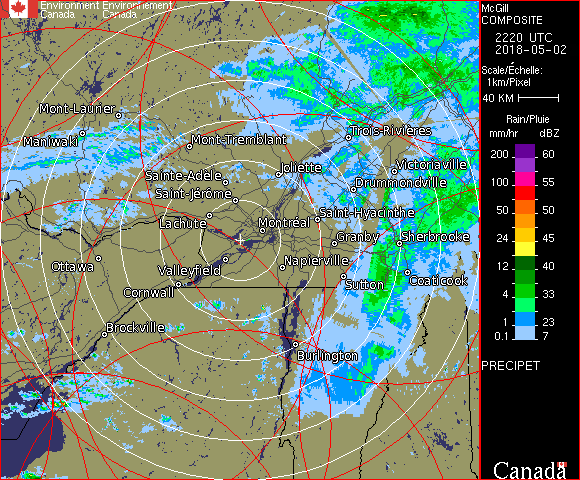 Environment Environnement
Canada Canada
McGill
COMPOSITE
2220 UTC
2018-05-02
Scale/Échelle:
1km/Pixel
40 KM
Rain/Pluie
mm/hr dBZ
200 60
100 55
50 50
24 45
12 40
4 33
1 23
0.1 7
PRECIPET
Canada
Mont-Laurier
Maniwaki
Mont-Tremblant
Trois-Rivières
Sainte-Adèle
Joliette
Victoriaville
Saint-Jérôme
Drummondville
Lachute
Montréal
Saint-Hyacinthe
Granby
Sherbrooke
Ottawa
Valleyfield
Napierville
Cornwall
Sutton
Coaticook
Brockville
Burlington